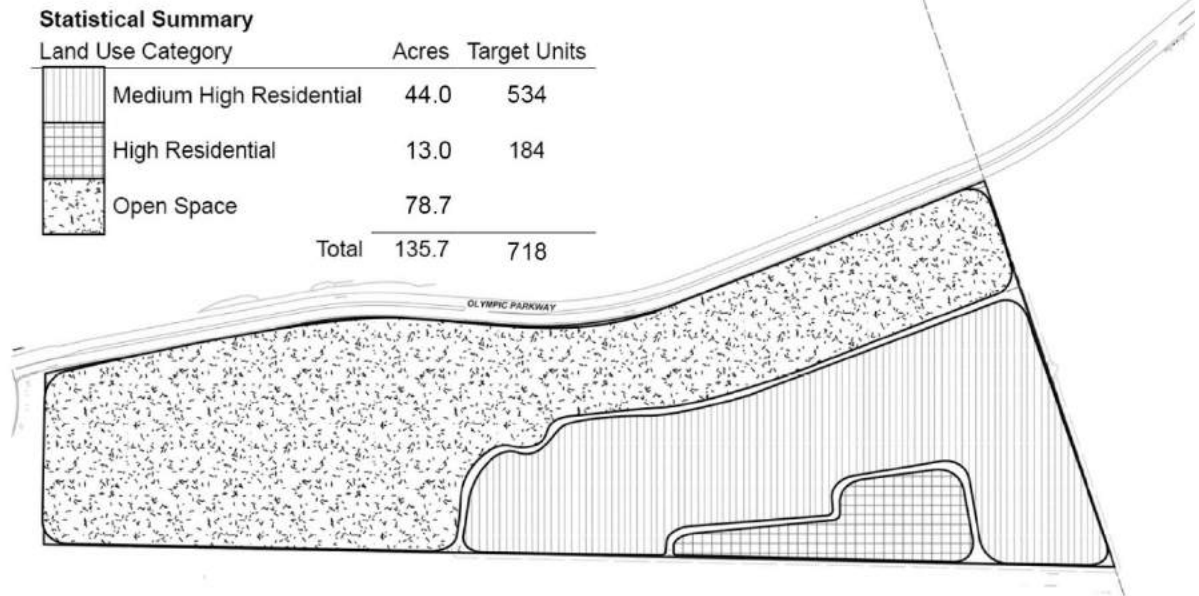 Statistical Summary
Land Use Category Acres Target Units
Medium High Residential 44.0 534
High Residential 13.0 184
Open Space 78.7
Total 135.7 718
OLYMPIC PARKWAY